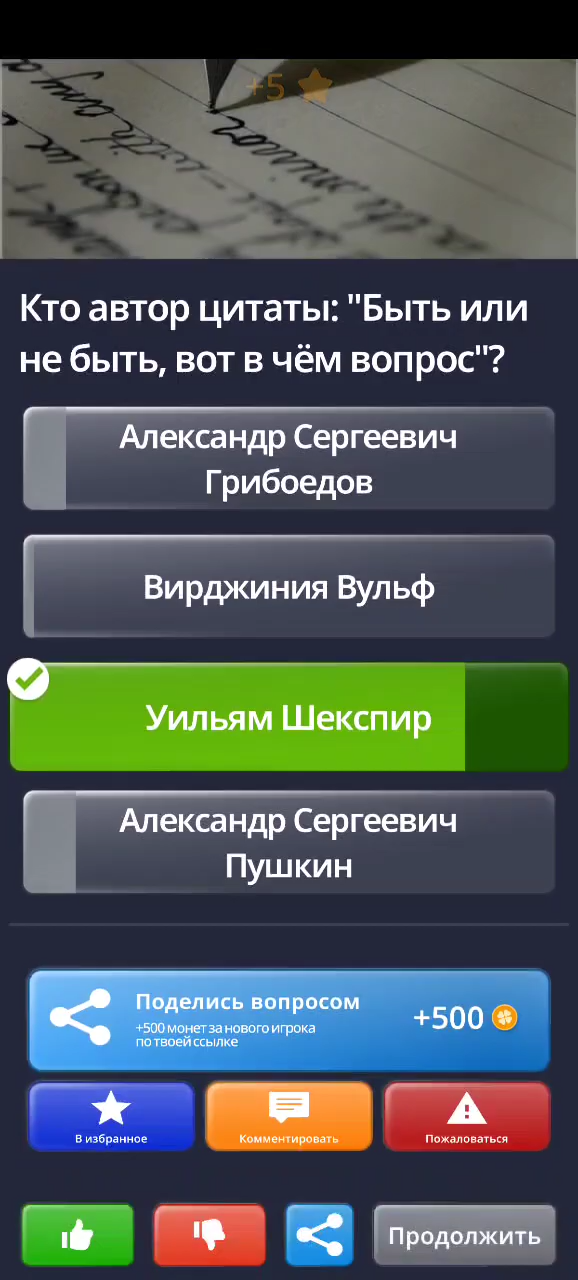 +5
Кто автор цитаты: "Быть или
не быть, вот в чём вопрос"?
Александр Сергеевич
Грибоедов
Вирджиния Вульф
Уильям Шекспир
Александр Сергеевич
Пушкин
Поделись вопросом
+500 монет за нового игрока
по твоей ссылке
+500
В избранное
Комментировать
Пожаловаться
Продолжить